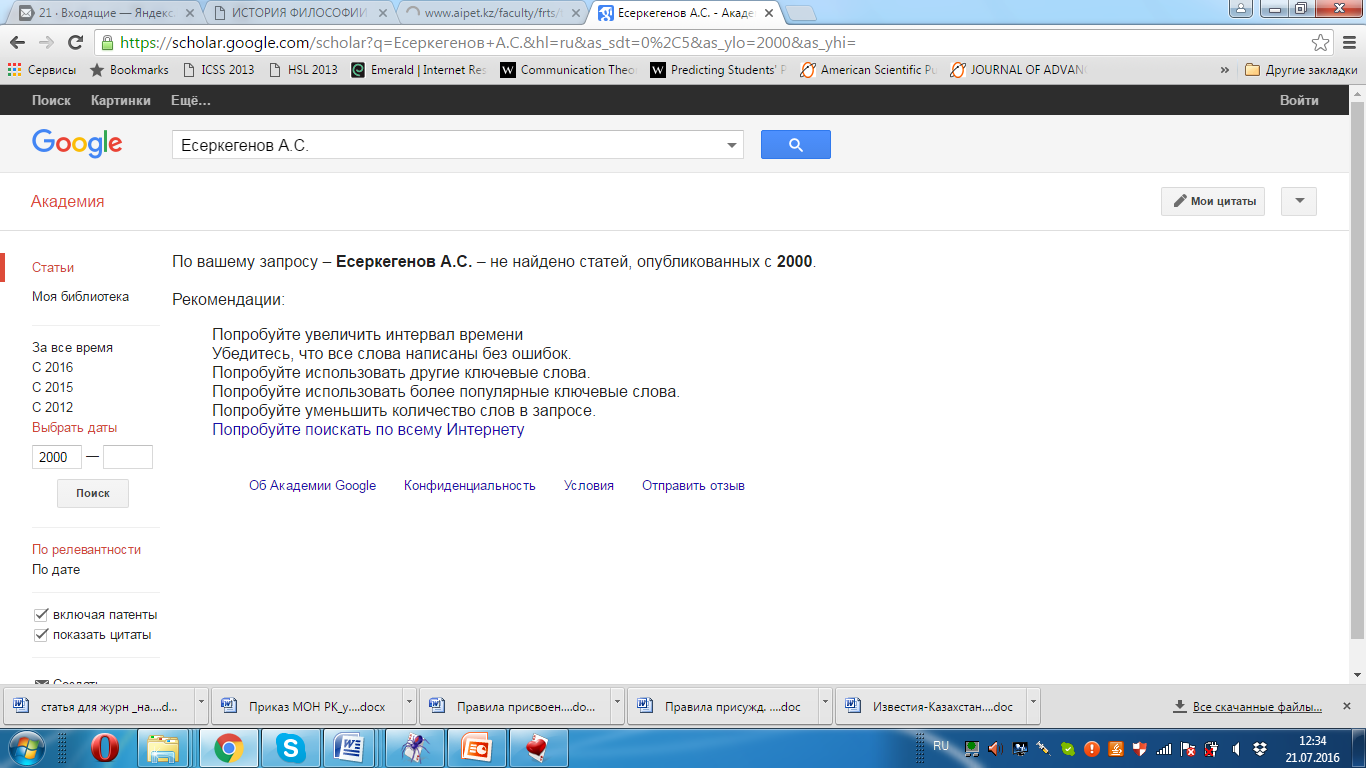 21 · Входящие — Яндекс.
ИСТОРИЯ ФИЛОСОФИИ
www.aipet.kz/faculty/frts/
Есеркегенов А.С. - Акаде
https://scholar.google.com/scholar?q=Есеркегенов+А.С.&hl=ru&as_sdt=0%2C5&as_ylo=2000&as_yhi=
Сервисы Bookmarks ICSS 2013 HSL 2013 Emerald | Internet Res Communication Theo Predicting Students' P American Scientific Pu JOURNAL OF ADVAN » Другие закладки
Поиск Картинки Ещё... Войти
Google Есеркегенов А.С.
Академия Мои цитаты
Статьи
Моя библиотека
За все время
С 2016
С 2015
С 2012
Выбрать даты
2000 —
Поиск
По релевантности
По дате
включая патенты
показать цитаты
Создать
По вашему запросу – Есеркегенов А.С. – не найдено статей, опубликованных с 2000.
Рекомендации:
Попробуйте увеличить интервал времени
Убедитесь, что все слова написаны без ошибок.
Попробуйте использовать другие ключевые слова.
Попробуйте использовать более популярные ключевые слова.
Попробуйте уменьшить количество слов в запросе.
Попробуйте поискать по всему Интернету
Об Академии Google Конфиденциальность Условия Отправить отзыв
статья для журн _на....d... Приказ МОН РК_у....docx Правила присвоен....do... Правила присужд. ....doc Известия-Казахстан....doc Все скачанные файлы...
RU 12:34
21.07.2016